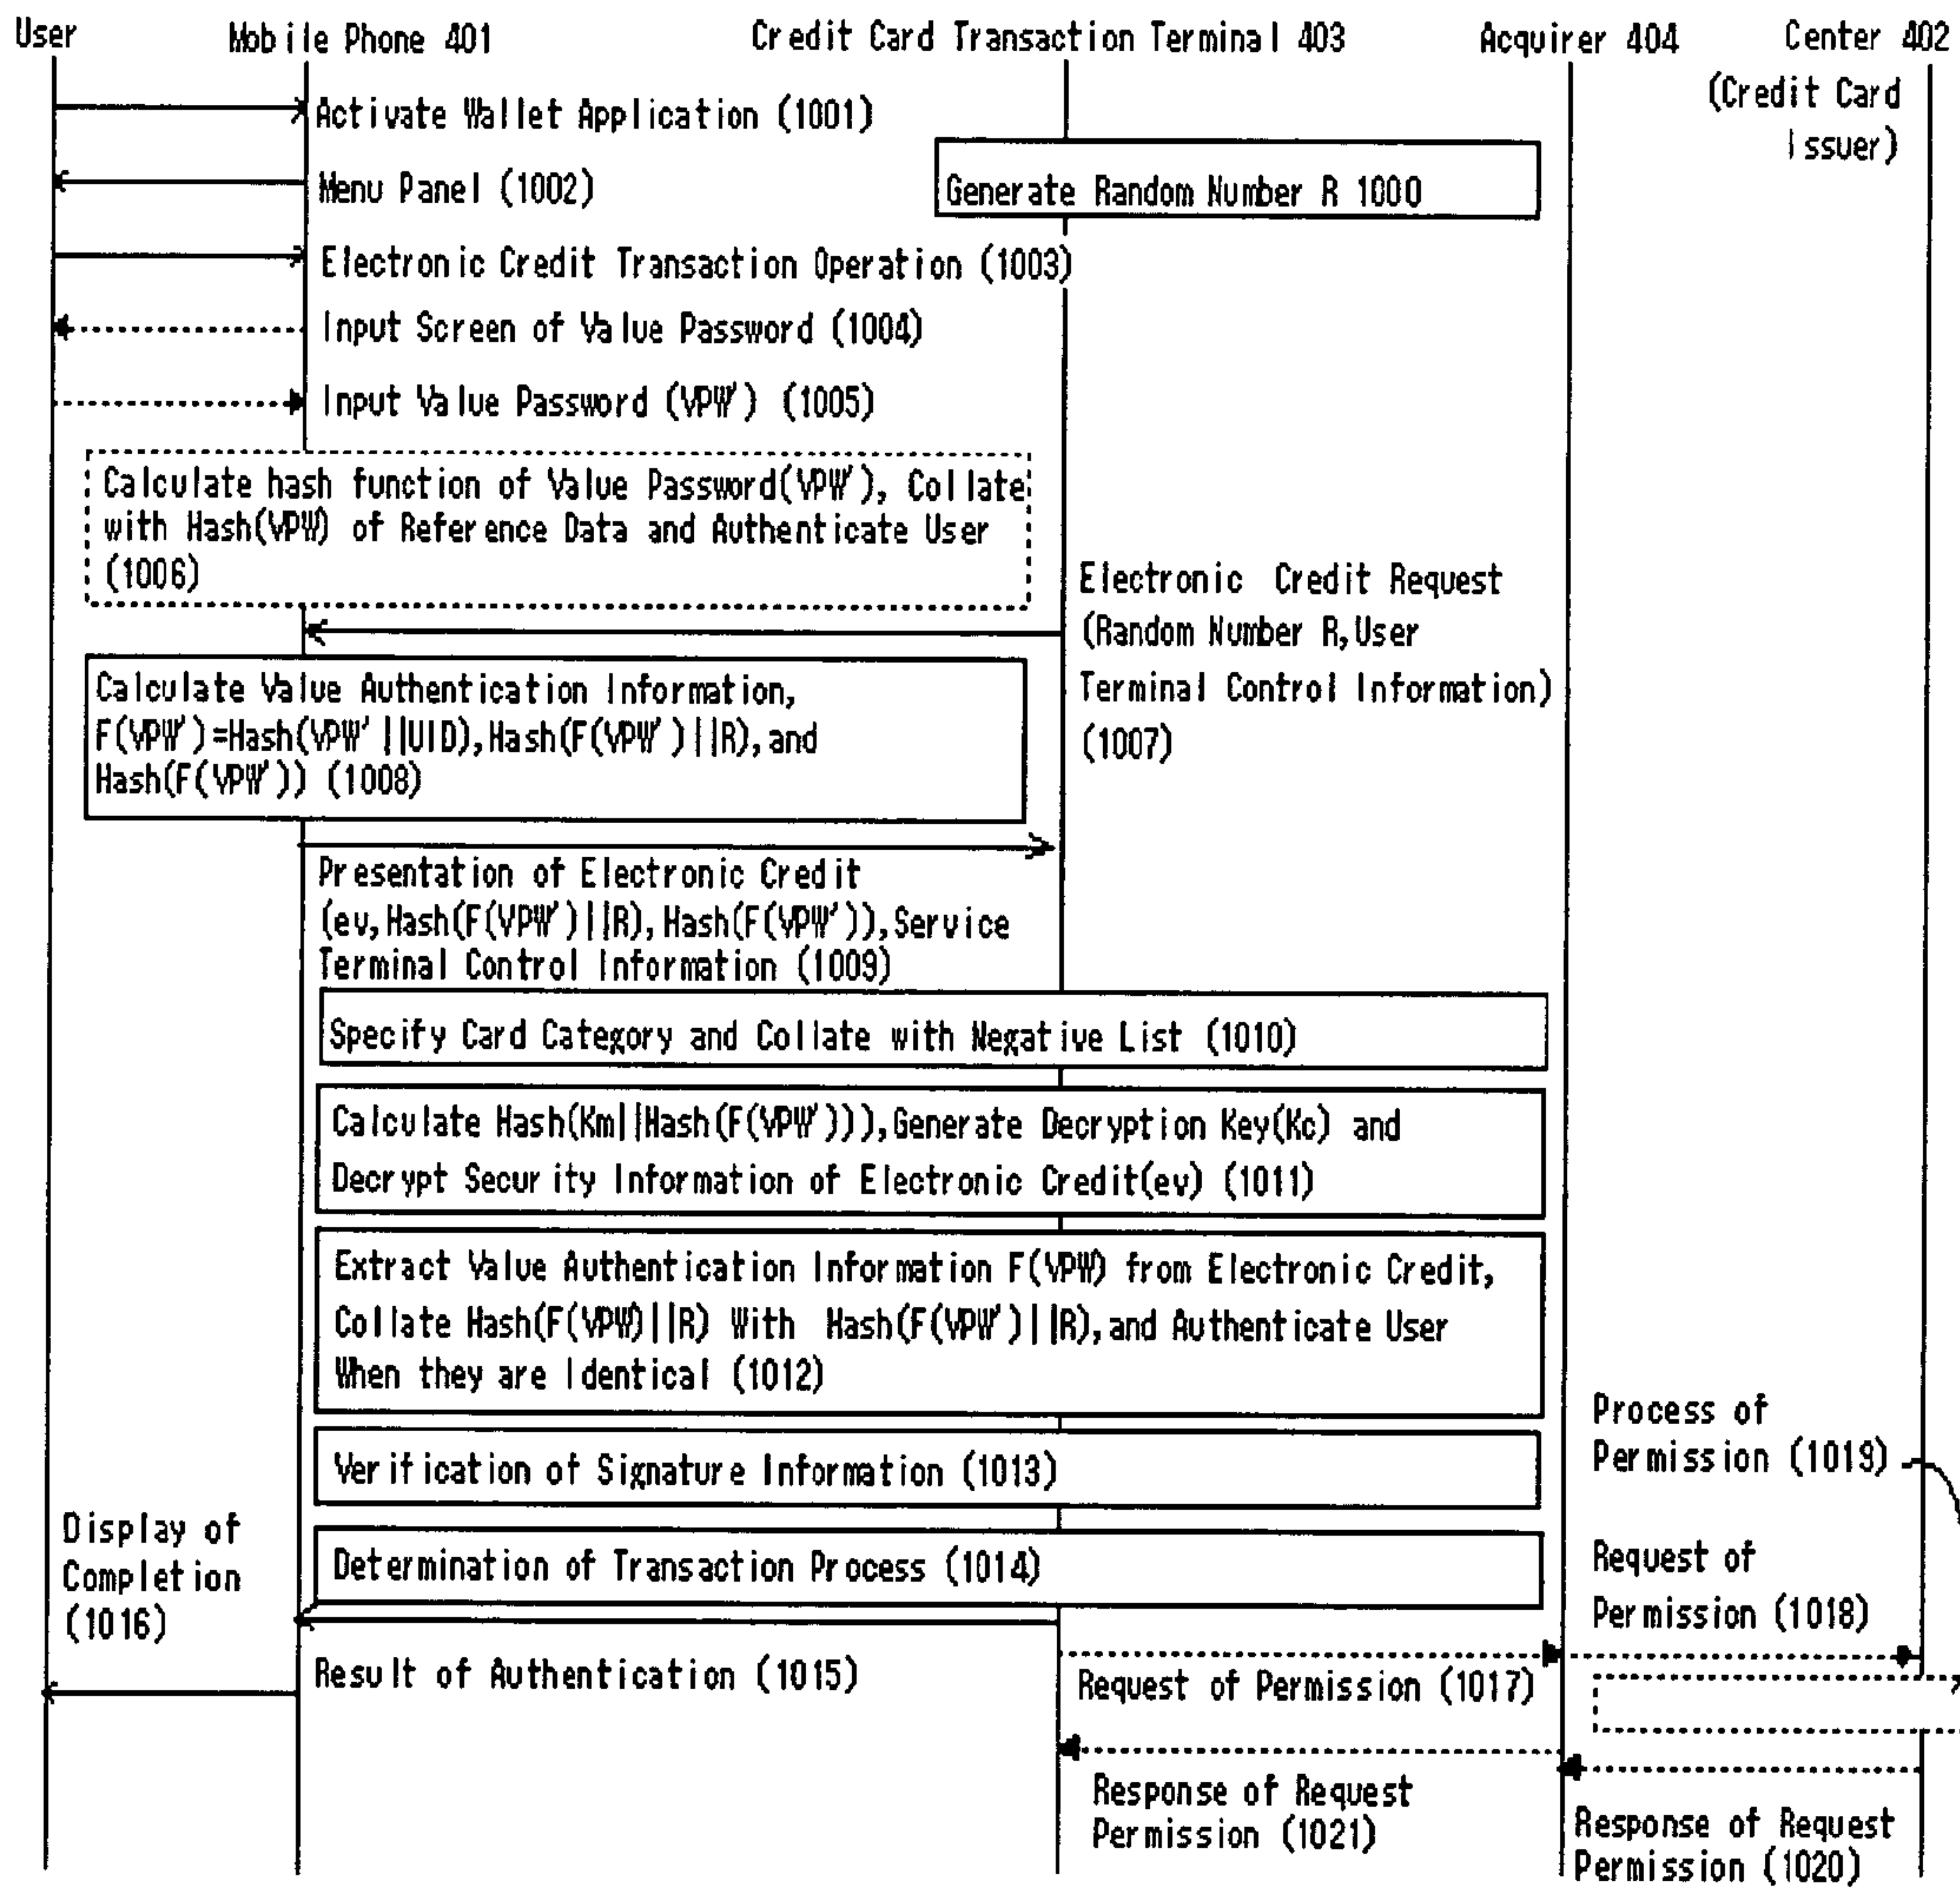 User
Mobile Phone 401
Credit Card Transaction Terminal 403
Acquirer 404
Center 402
(Credit Card
Issuer)
Activate Wallet Application (1001)
Menu Panel (1002)
Generate Random Number R 1000
Electronic Credit Transaction Operation (1003)
Input Screen of Value Password (1004)
Input Value Password (VPW') (1005)
Calculate hash function of Value Password(VPW'), Collate
with Hash(VPW) of Reference Data and Authenticate User
(1006)
Electronic Credit Request
(Random Number R,User
Terminal Control Information)
(1007)
Calculate Value Authentication Information,
F(VPW')=Hash(VPW'||UID),Hash(F(VPW')||R),and
Hash(F(VPW')) (1008)
Presentation of Electronic Credit
(ev,Hash(F(VPW')||R),Hash(F(VPW')),Service
Terminal Control Information (1009)
Specify Card Category and Collate with Negative List (1010)
Calculate Hash(Km||Hash(F(VPW'))),Generate Decryption Key(Kc) and
Decrypt Security Information of Electronic Credit(ev) (1011)
Extract Value Authentication Information F(VPW) from Electronic Credit,
Collate Hash(F(VPW)||R) With Hash(F(VPW')||R),and Authenticate User
When they are Identical (1012)
Process of
Permission (1019)
Verification of Signature Information (1013)
Display of
Completion
(1016)
Determination of Transaction Process (1014)
Request of
Permission (1018)
Result of Authentication (1015)
Request of Permission (1017)
Response of Request
Permission (1021)
Response of Request
Permission (1020)